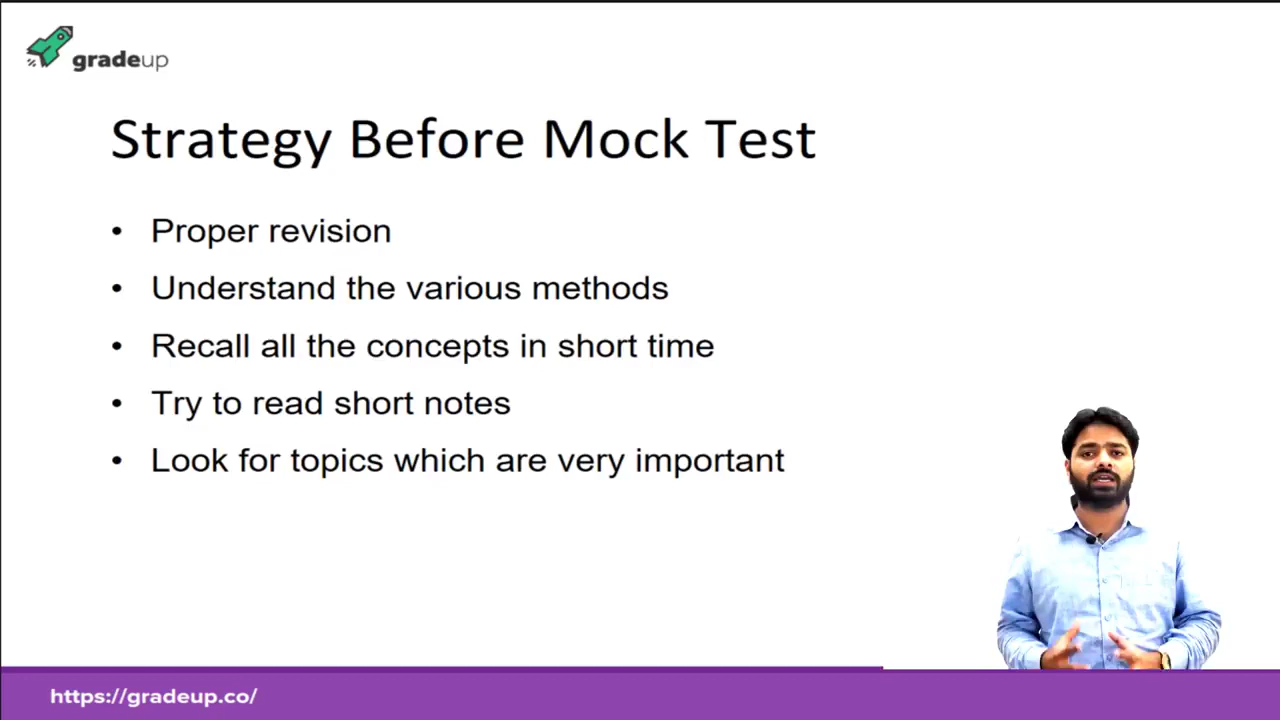 gradeup
Strategy Before Mock Test
• Proper revision
• Understand the various methods
• Recall all the concepts in short time
• Try to read short notes
• Look for topics which are very important
https://gradeup.co/